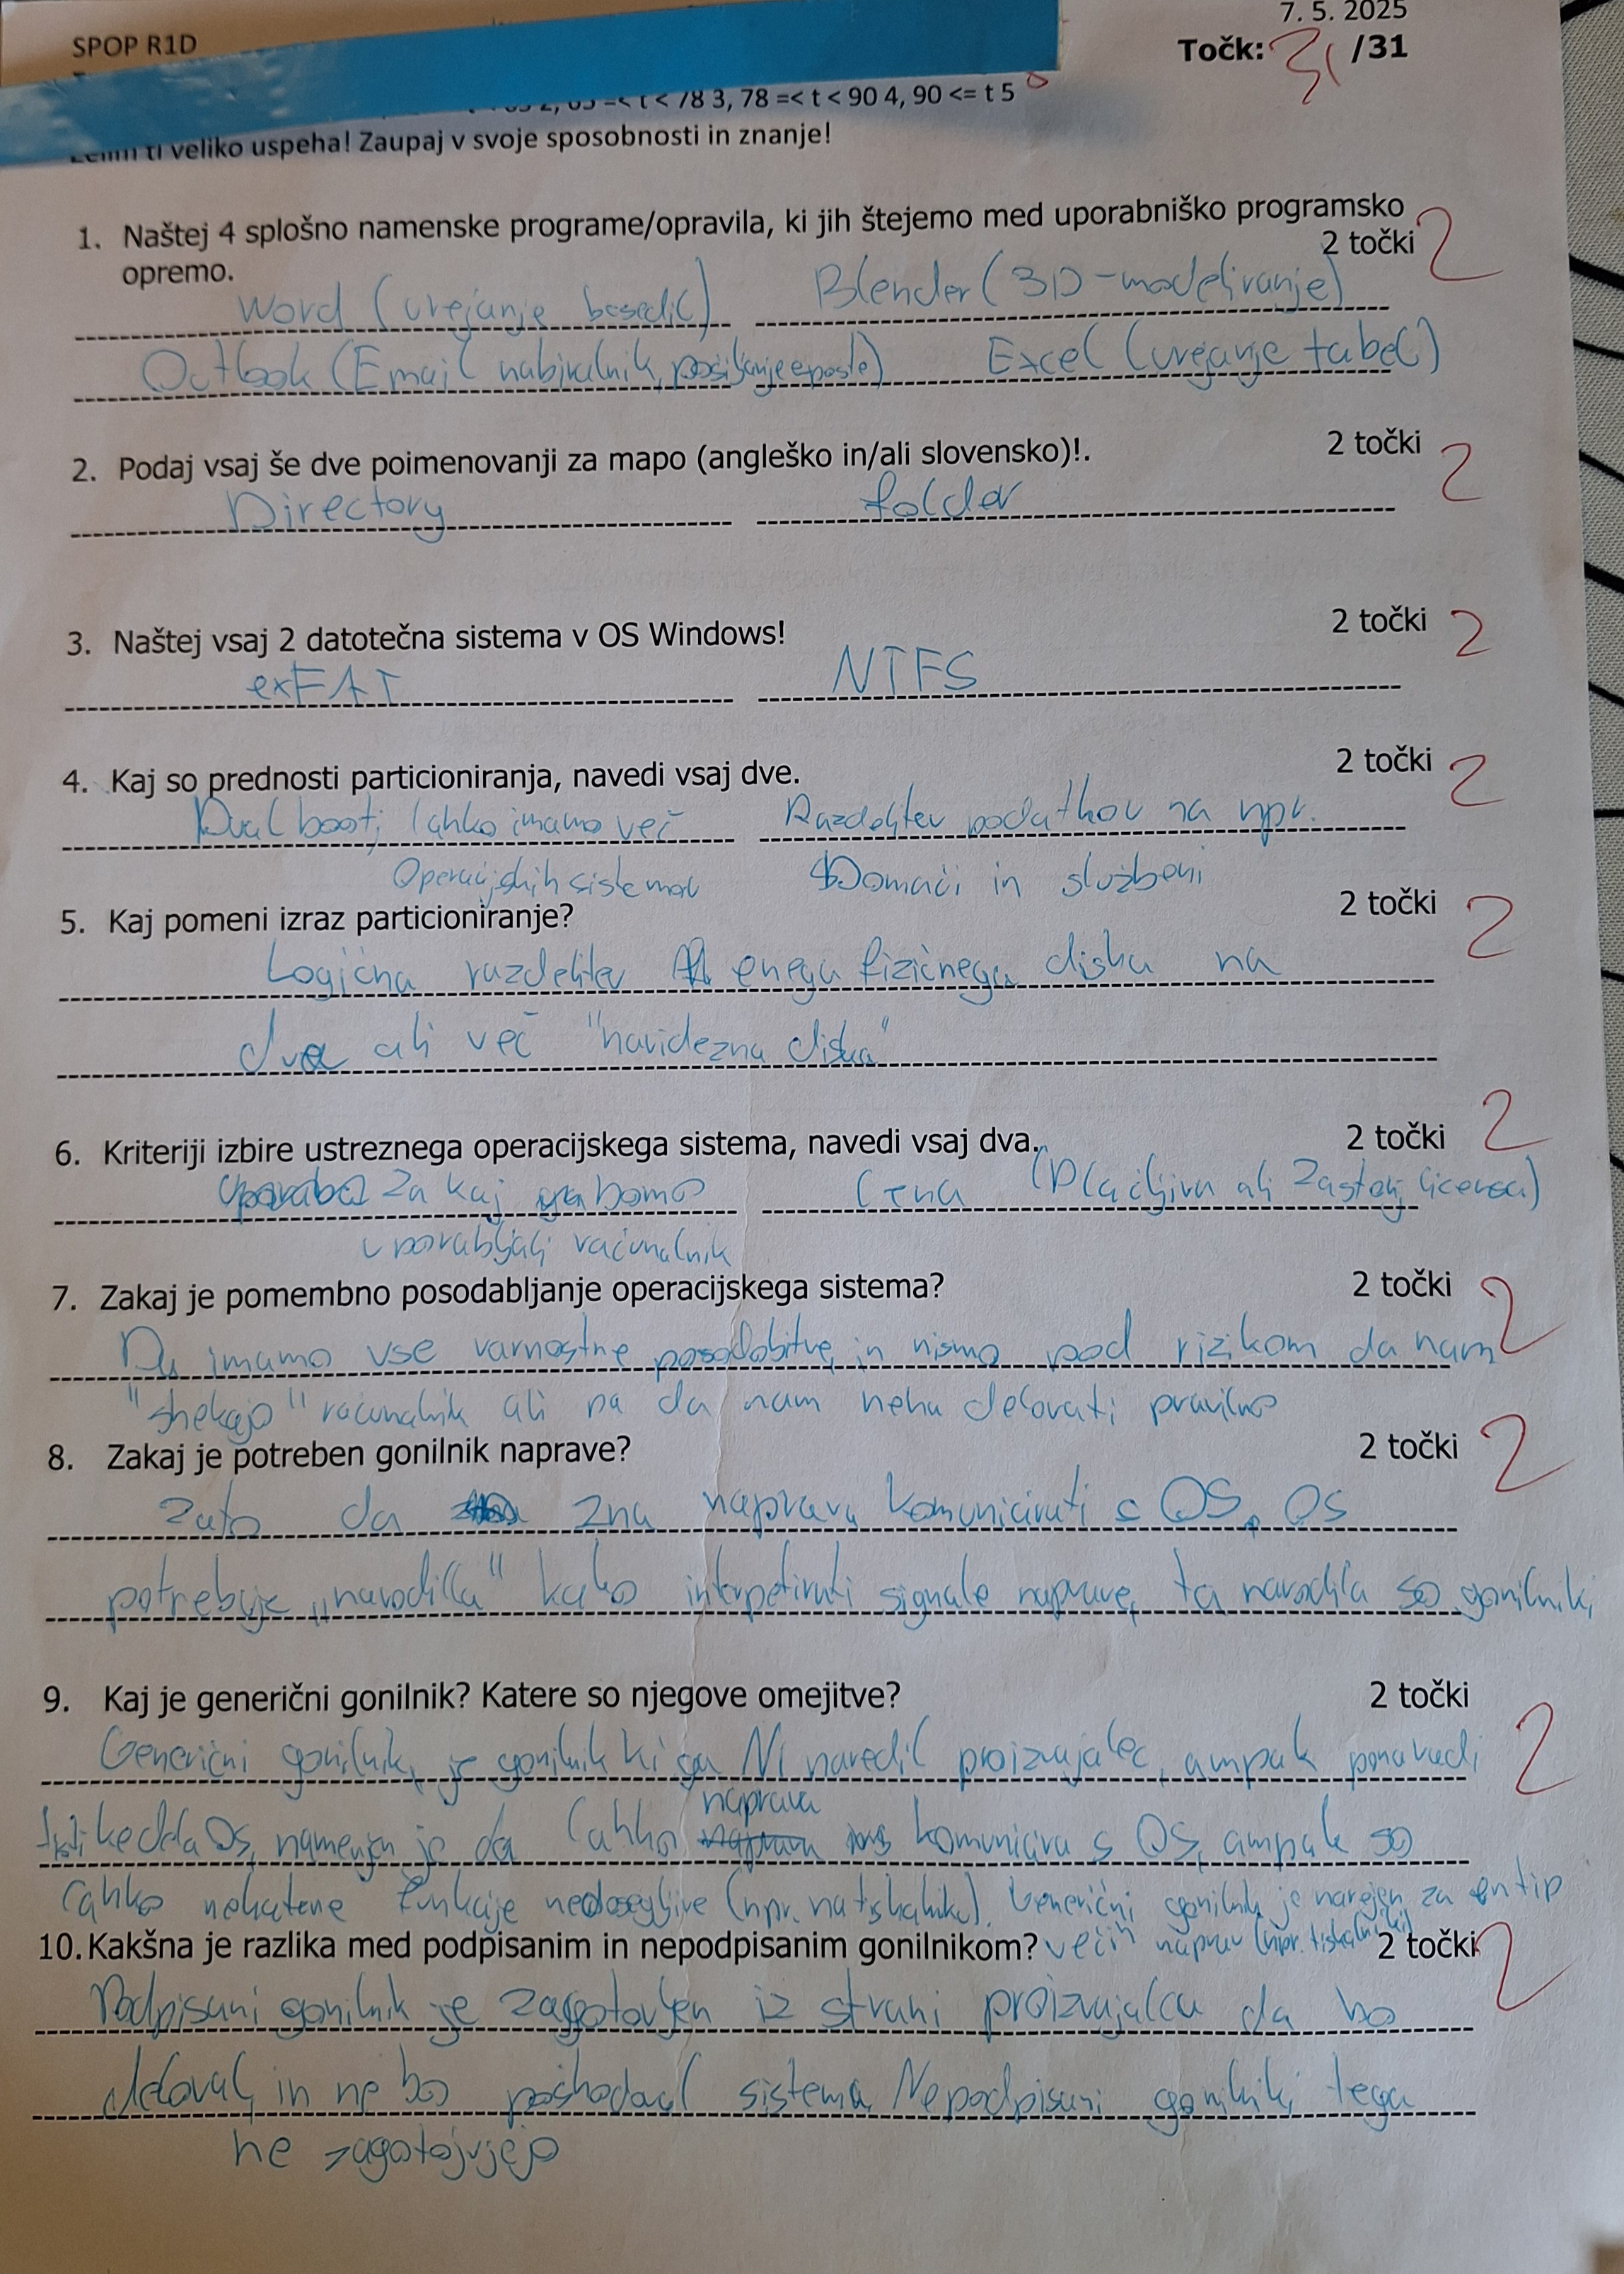 SPOP R1D
7. 5. 2025
Točk: 31 /31
=< t < 78 3, 78 =< t < 90 4, 90 <= t 5
ti veliko uspeha! Zaupaj v svoje sposobnosti in znanje!
1. Naštej 4 splošno namenske programe/opravila, ki jih štejemo med uporabniško programsko
opremo. 2 točki 2
Word (urejanje besedil) Blender (3D-modeliranje)
Outlook (Email nabiralnik, posiljanje eposte) Excel (urejanje tabel)
2. Podaj vsaj še dve poimenovanji za mapo (angleško in/ali slovensko)!. 2 točki 2
Directory folder
3. Naštej vsaj 2 datotečna sistema v OS Windows! 2 točki 2
exFAT NTFS
4. Kaj so prednosti particioniranja, navedi vsaj dve. 2 točki 2
Dual boot, lahko imamo več Razdelitev podatkov na npr.
Operacijskih sistemov Domači in službeni
5. Kaj pomeni izraz particioniranje? 2 točki 2
Logična razdelitev enega fizičnega diska na
dva ali več "navidezna diska"
6. Kriteriji izbire ustreznega operacijskega sistema, navedi vsaj dva. 2 točki 2
Uporaba za kaj bomo Cena (Plačljiva ali Zastonj licenca)
uporabljali računalnik
7. Zakaj je pomembno posodabljanje operacijskega sistema? 2 točki 2
Da imamo vse varnostne posodobitve in nismo pod rizikom da nam
"shekajo" računalnik ali pa da nam neha delovati pravilno
8. Zakaj je potreben gonilnik naprave? 2 točki 2
Zato da zna naprava komunicirati s OS, OS
potrebuje „navodila" kako interpetirati signale naprave, ta navodila so gonilniki
9. Kaj je generični gonilnik? Katere so njegove omejitve? 2 točki 2
Generični gonilnik, je gonilnik ki ga NI naredil proizvajalec, ampak ponavadi
OS, namenjen je da lahko naprava komunicira s OS, ampak so
lahko nekatere funkcije nedosegljive (npr. na tiskalniku). Generični gonilnik je narejen za en tip
10. Kakšna je razlika med podpisanim in nepodpisanim gonilnikom? večih naprav (npr. tiskalniki) 2 točki 2
Podpisani gonilnik je zagotovljen iz strani proizvajalca da bo
deloval in ne bo poškodoval sistema. Nepodpisani gonilniki tega
ne zagotovjejo